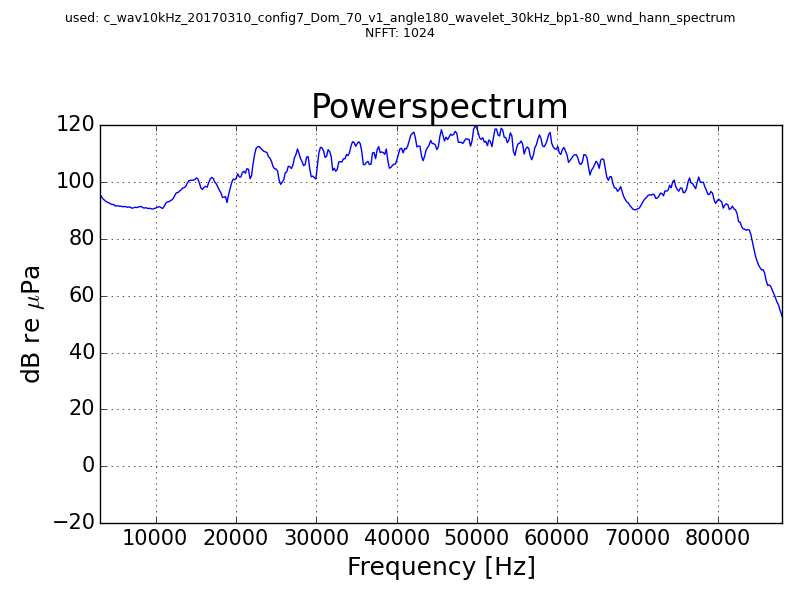 used: c_wav10kHz_20170310_config7_Dom_70_v1_angle180_wavelet_30kHz_bp1-80_wnd_hann_spectrum
NFFT: 1024
Powerspectrum
120
100
80
60
40
20
0
−20
dB re μPa
10000 20000 30000 40000 50000 60000 70000 80000
Frequency [Hz]